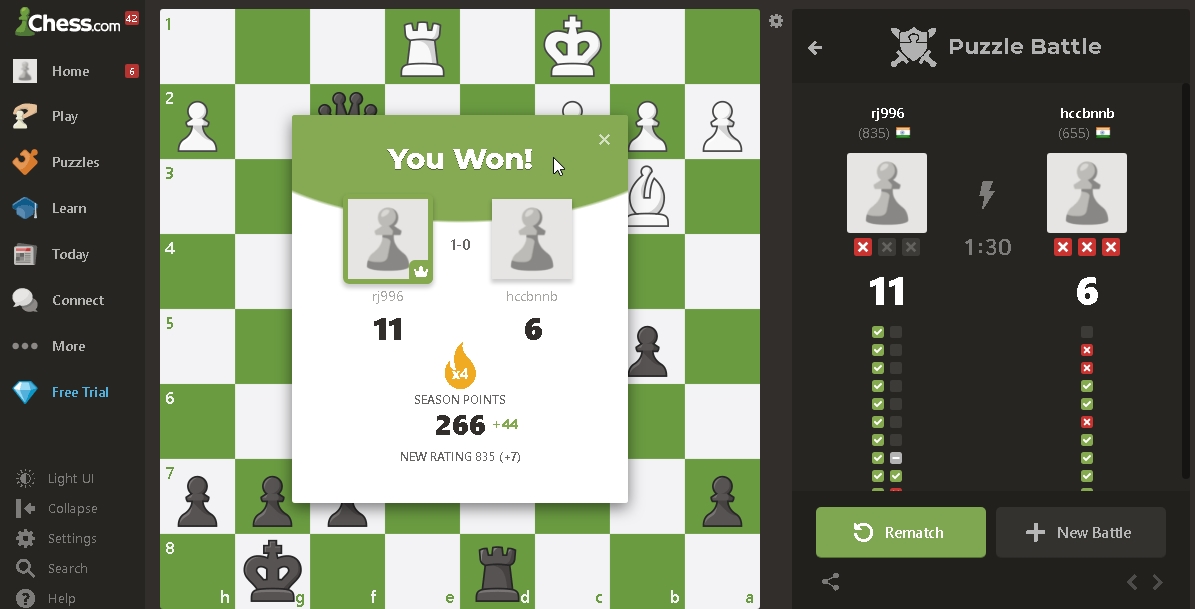 Chess.com 42
Home 6
Play
Puzzles
Learn
Today
Connect
More
Free Trial
Light UI
Collapse
Settings
Search
Help
1
2
3
4
5
6
7
8
h g f e d c b a
You Won!
1-0
rj996 hccbnnb
11 6
x4
SEASON POINTS
266 +44
NEW RATING 835 (+7)
Puzzle Battle
rj996 hccbnnb
(835) (655)
1:30
11 6
Rematch
New Battle